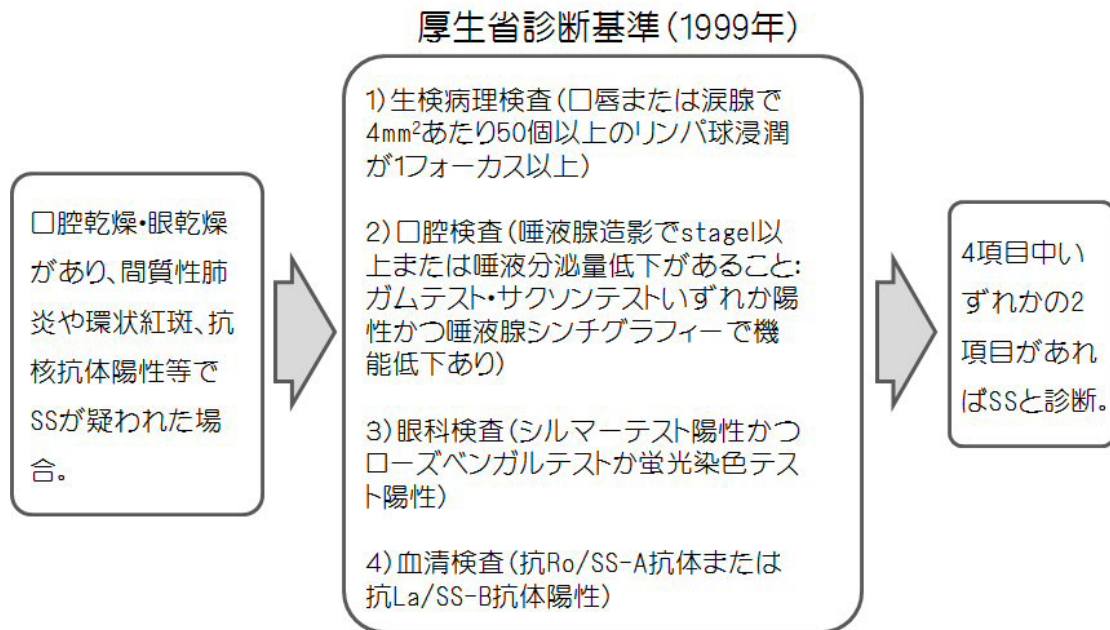 厚生省診断基準(1999年)
口腔乾燥・眼乾燥
があり、間質性肺
炎や環状紅斑、抗
核抗体陽性等で
SSが疑われた場
合。
1)生検病理検査(口唇または涙腺で
4mm²あたり50個以上のリンパ球浸潤
が1フォーカス以上)
2)口腔検査(唾液腺造影でstageI以
上または唾液分泌量低下があること:
ガムテスト・サクソンテストいずれか陽
性かつ唾液腺シンチグラフィーで機
能低下あり)
3)眼科検査(シルマーテスト陽性かつ
ローズベンガルテストか蛍光染色テス
ト陽性)
4)血清検査(抗Ro/SS-A抗体または
抗La/SS-B抗体陽性)
4項目中い
ずれかの2
項目があれ
ばSSと診断。